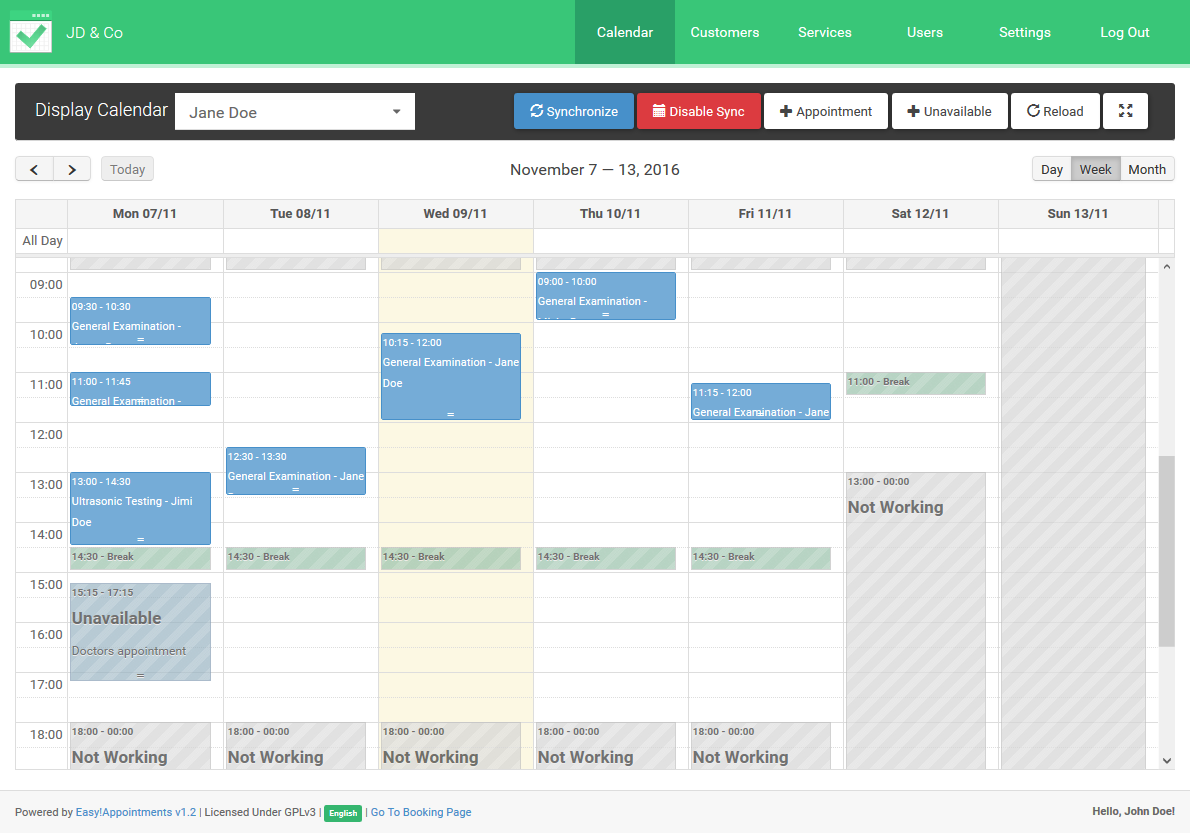 JD & Co
Calendar
Customers
Services
Users
Settings
Log Out
Display Calendar
Jane Doe
Synchronize
Disable Sync
Appointment
Unavailable
Reload
Today
November 7 — 13, 2016
Day
Week
Month
Mon 07/11
Tue 08/11
Wed 09/11
Thu 10/11
Fri 11/11
Sat 12/11
Sun 13/11
All Day
09:00
10:00
11:00
12:00
13:00
14:00
15:00
16:00
17:00
18:00
09:30 - 10:30
General Examination -
11:00 - 11:45
General Examination -
13:00 - 14:30
Ultrasonic Testing - Jimi
Doe
14:30 - Break
15:15 - 17:15
Unavailable
Doctors appointment
18:00 - 00:00
Not Working
12:30 - 13:30
General Examination - Jane
14:30 - Break
18:00 - 00:00
Not Working
10:15 - 12:00
General Examination - Jane
Doe
14:30 - Break
18:00 - 00:00
Not Working
09:00 - 10:00
General Examination -
14:30 - Break
18:00 - 00:00
Not Working
11:15 - 12:00
General Examination - Jane
14:30 - Break
18:00 - 00:00
Not Working
11:00 - Break
13:00 - 00:00
Not Working
Powered by Easy!Appointments v1.2 | Licensed Under GPLv3 | English | Go To Booking Page
Hello, John Doe!